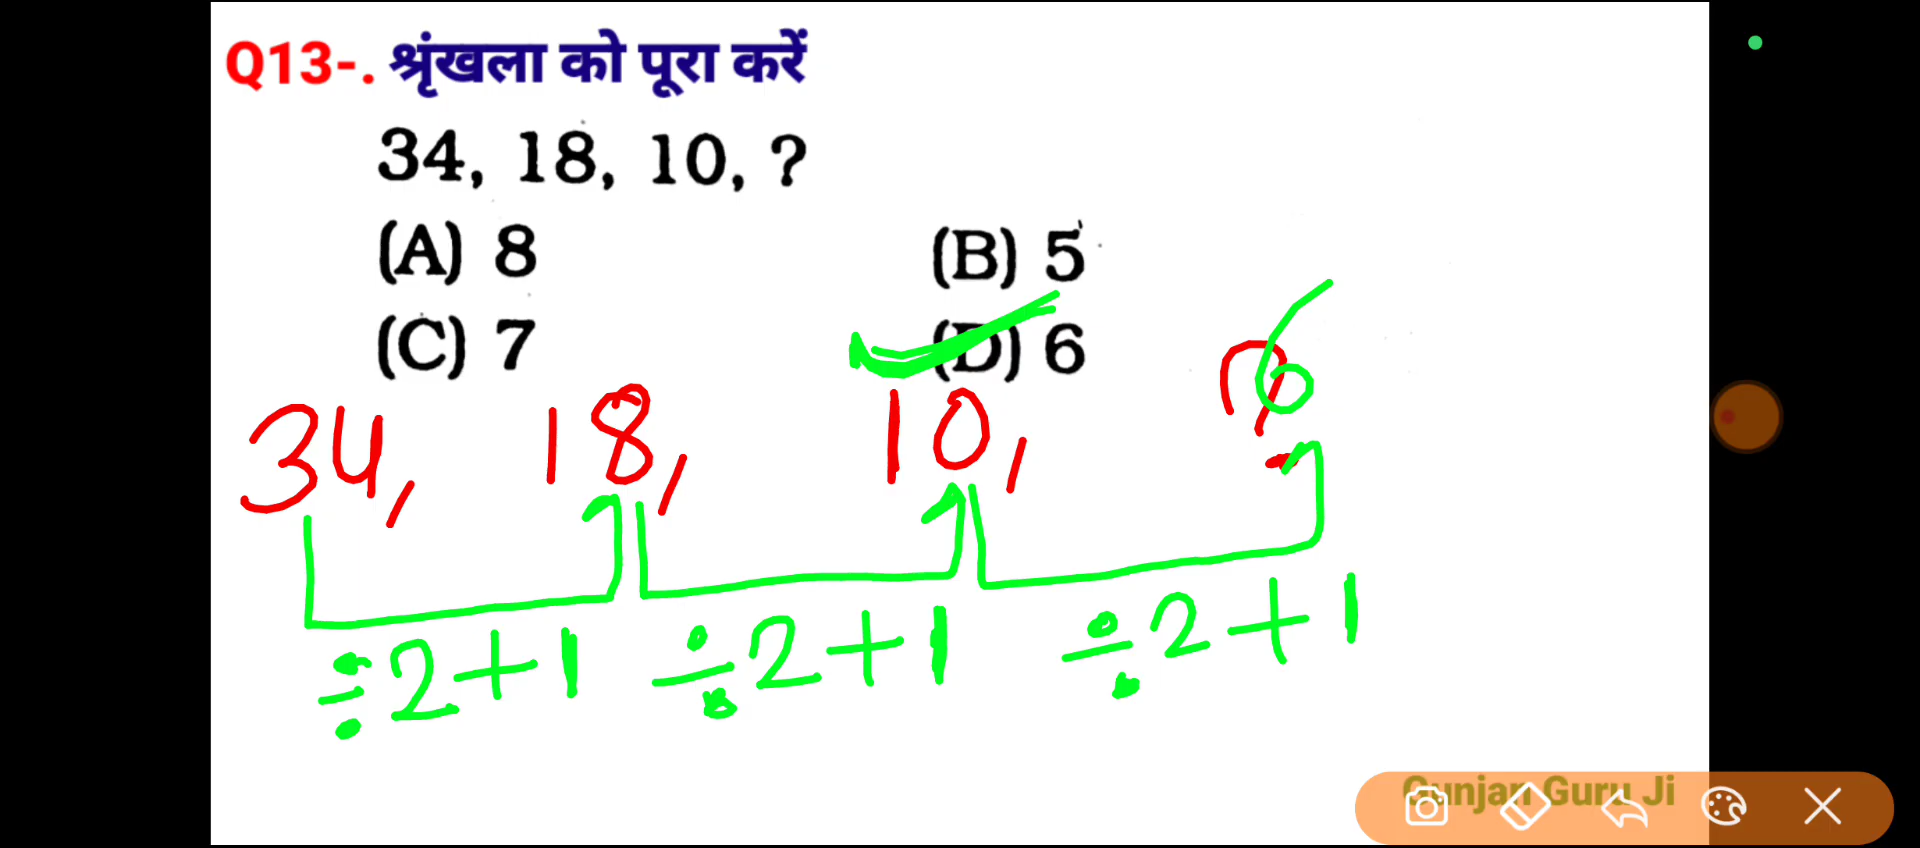 Q13-. श्रृंखला को पूरा करें
34, 18, 10, ?
(A) 8 (B) 5
(C) 7 (D) 6
34, 18, 10, ? 6
÷2+1 ÷2+1 ÷2+1
Gunjan Guru Ji